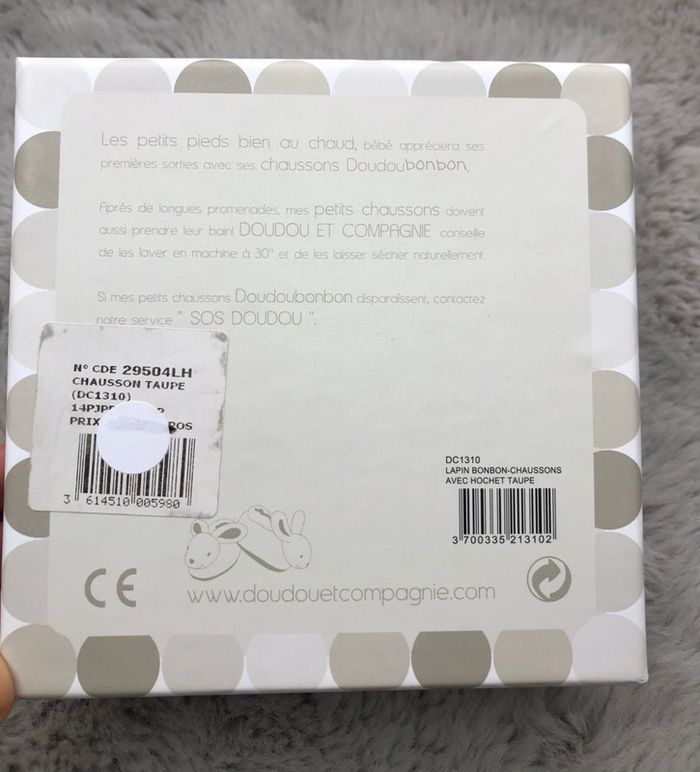 Les petits pieds bien au chaud, bébé appréciera ses
premières sorties avec ses chaussons Doudoubonbon.
Après de longues promenades, mes petits chaussons doivent
aussi prendre leur bain! DOUDOU ET COMPAGNIE conseille
de les laver en machine à 30° et de les laisser sécher naturellement.
Si mes petits chaussons Doudoubonbon disparaîssent, contactez
notre service " SOS DOUDOU ".
N° CDE 29504LH
CHAUSSON TAUPE
(DC1310)
PRIX
3 614510 005980
DC1310
LAPIN BONBON-CHAUSSONS
AVEC HOCHET TAUPE
3 700335 213102
CE
www.doudouetcompagnie.com